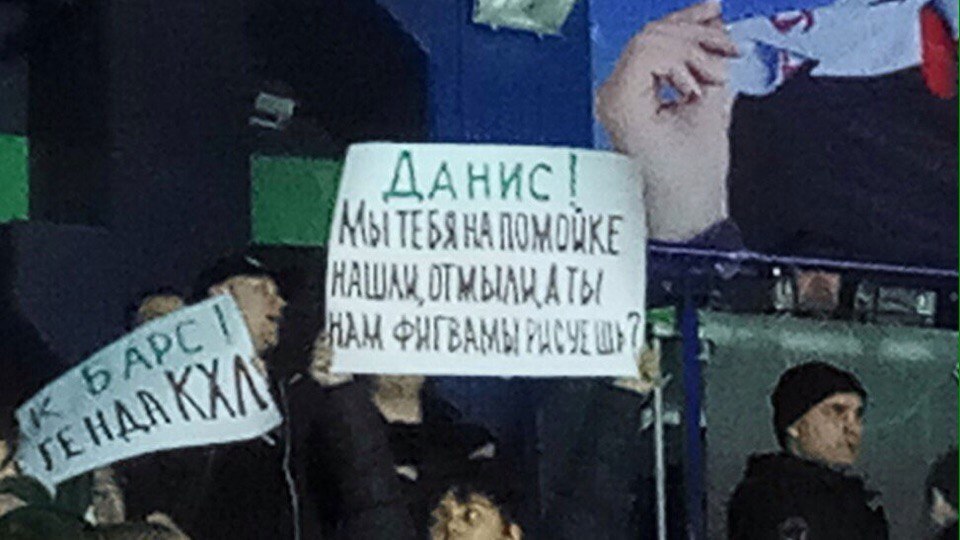 ДАНИС!
МЫ ТЕБЯ НА ПОМОЙКЕ
НАШЛИ, ОТМЫЛИ, А ТЫ
НАМ ФИГВАМЫ РИСУЕШЬ?
К БАРС!
ГЕНДА КХЛ